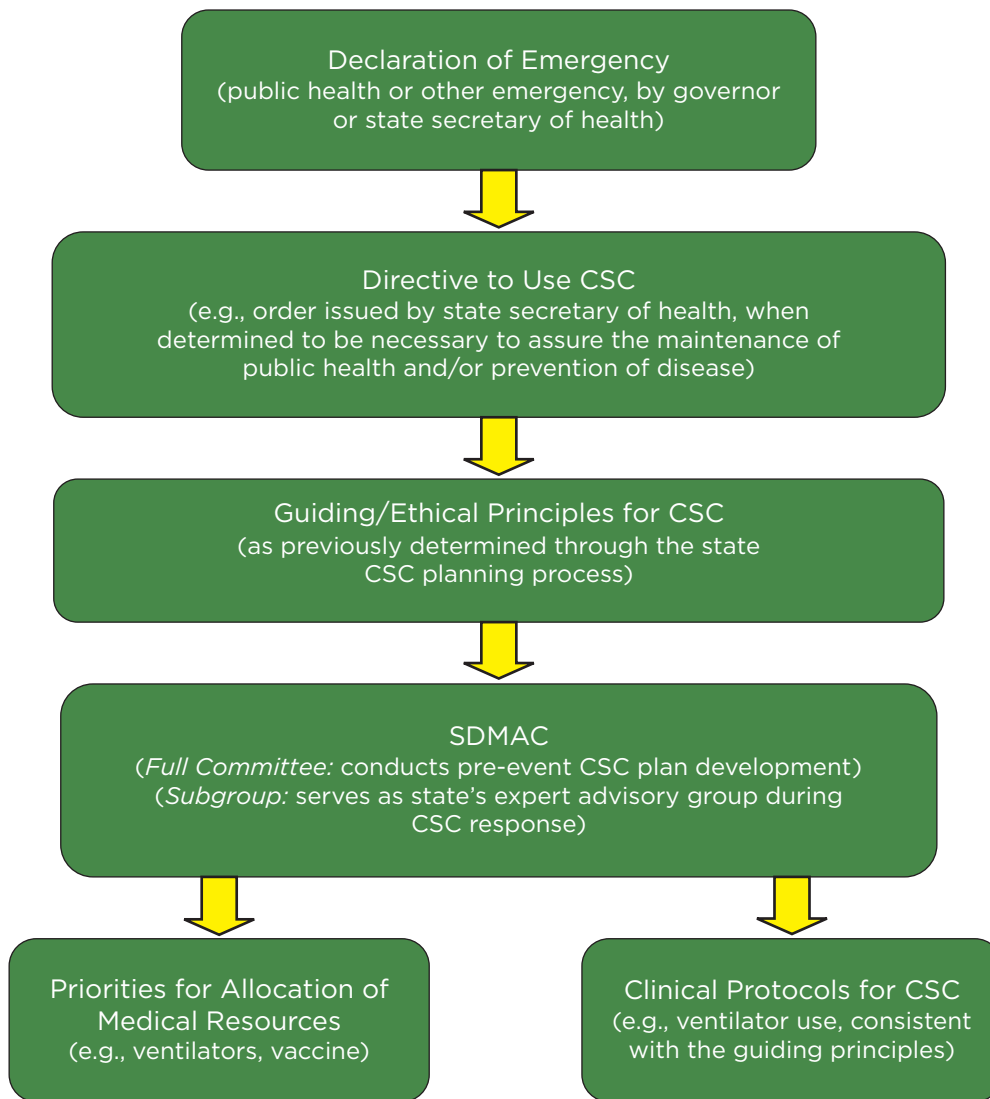 Declaration of Emergency
(public health or other emergency, by governor
or state secretary of health)
Directive to Use CSC
(e.g., order issued by state secretary of health, when
determined to be necessary to assure the maintenance of
public health and/or prevention of disease)
Guiding/Ethical Principles for CSC
(as previously determined through the state
CSC planning process)
SDMAC
(Full Committee: conducts pre-event CSC plan development)
(Subgroup: serves as state's expert advisory group during
CSC response)
Priorities for Allocation of
Medical Resources
(e.g., ventilators, vaccine)
Clinical Protocols for CSC
(e.g., ventilator use, consistent
with the guiding principles)